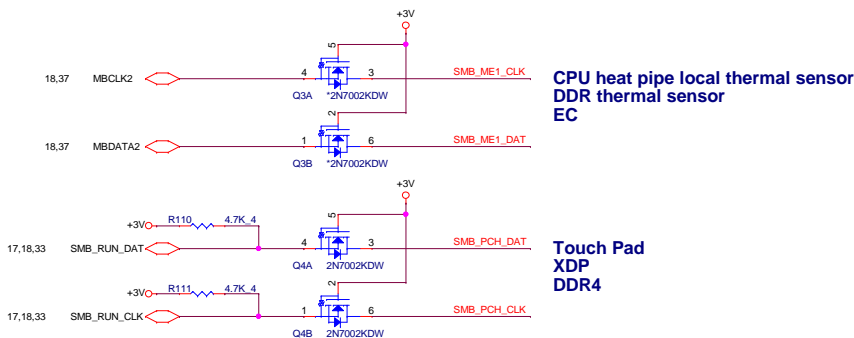 +3V
5
18,37 MBCLK2 4 3 SMB_ME1_CLK
Q3A *2N7002KDW
CPU heat pipe local thermal sensor
DDR thermal sensor
EC
2
18,37 MBDATA2 1 6 SMB_ME1_DAT
Q3B *2N7002KDW
+3V
+3V R110 4.7K_4
5
17,18,33 SMB_RUN_DAT 4 3 SMB_PCH_DAT
Q4A 2N7002KDW
Touch Pad
XDP
DDR4
+3V R111 4.7K_4
2
17,18,33 SMB_RUN_CLK 1 6 SMB_PCH_CLK
Q4B 2N7002KDW